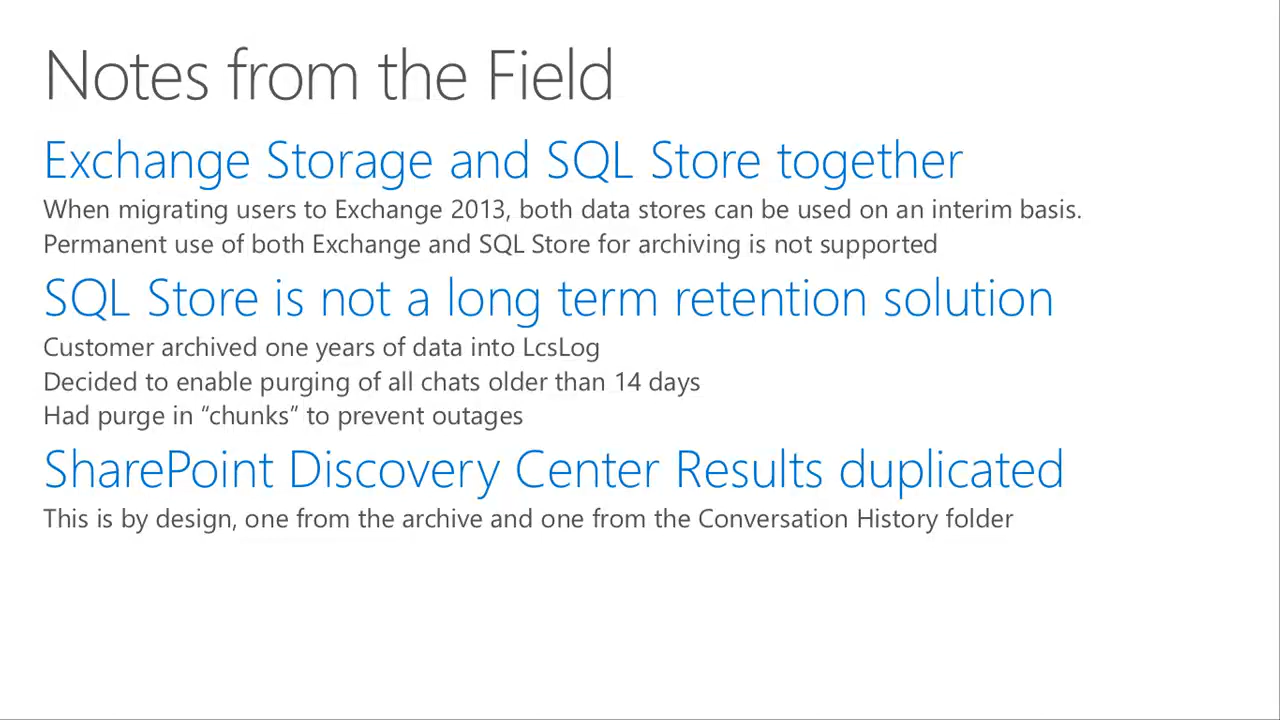 Notes from the Field
Exchange Storage and SQL Store together
When migrating users to Exchange 2013, both data stores can be used on an interim basis.
Permanent use of both Exchange and SQL Store for archiving is not supported
SQL Store is not a long term retention solution
Customer archived one years of data into LcsLog
Decided to enable purging of all chats older than 14 days
Had purge in “chunks” to prevent outages
SharePoint Discovery Center Results duplicated
This is by design, one from the archive and one from the Conversation History folder